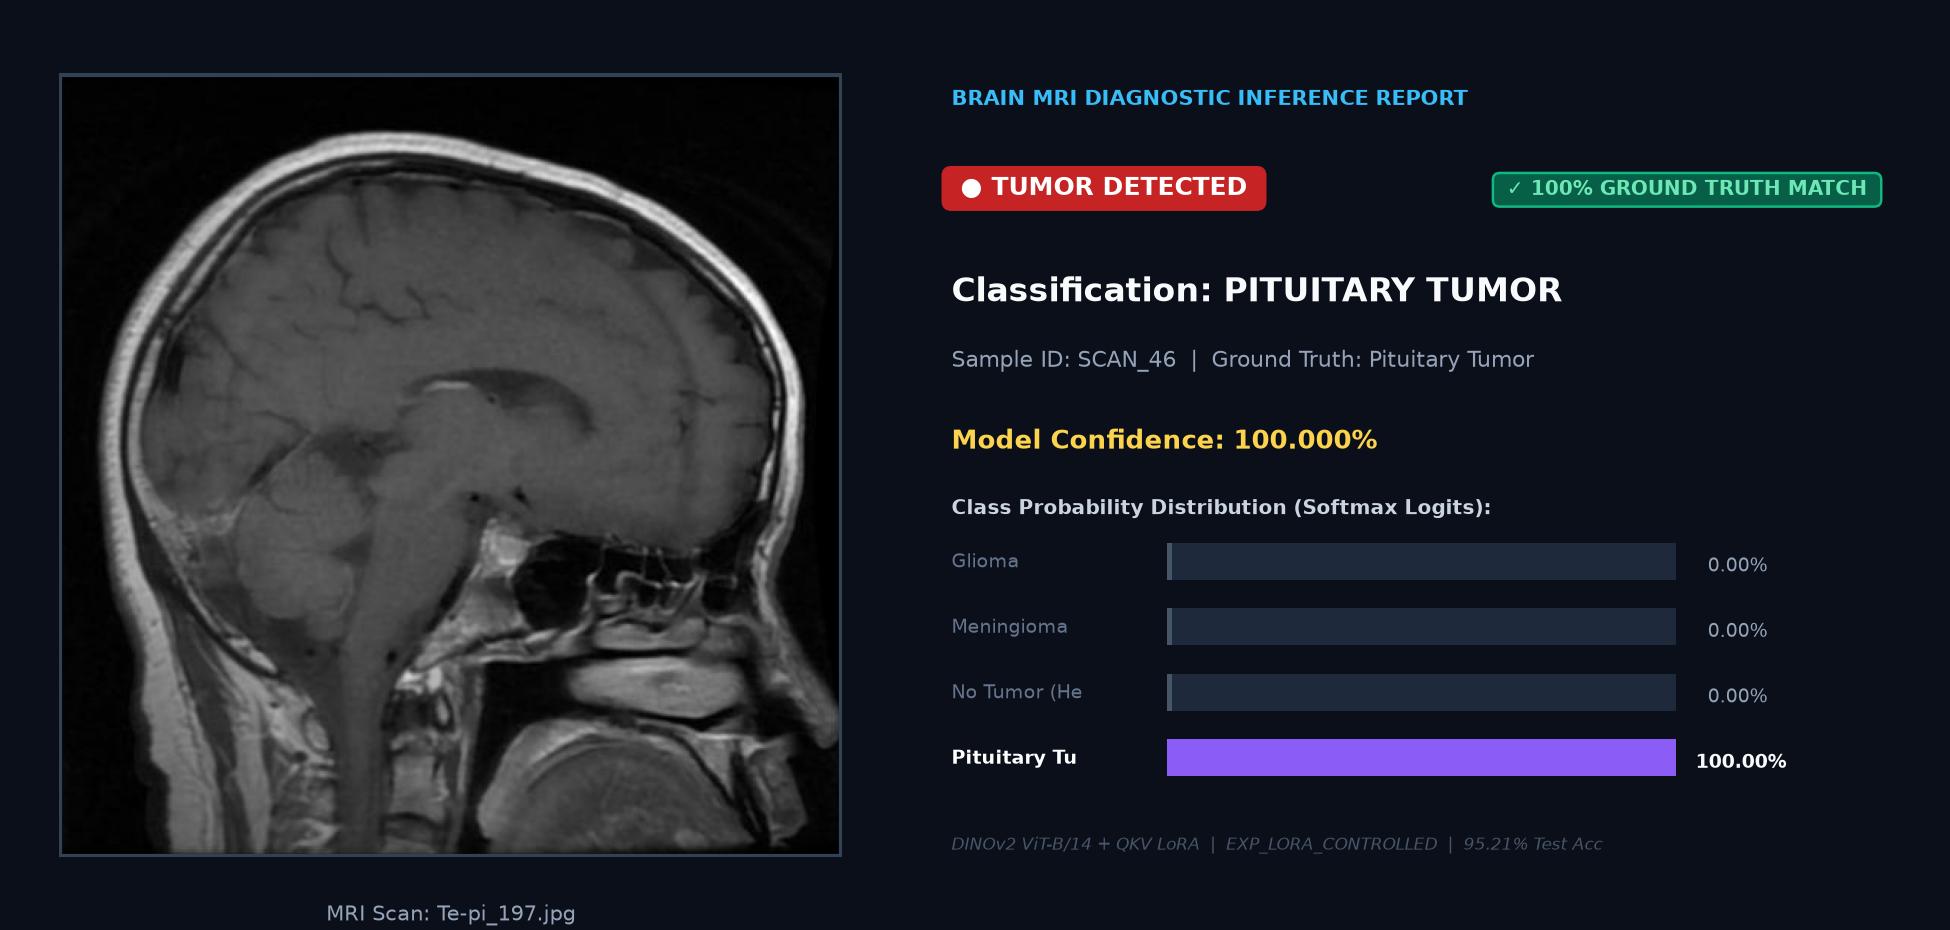 BRAIN MRI DIAGNOSTIC INFERENCE REPORT
● TUMOR DETECTED
✓ 100% GROUND TRUTH MATCH
Classification: PITUITARY TUMOR
Sample ID: SCAN_46 | Ground Truth: Pituitary Tumor
Model Confidence: 100.000%
Class Probability Distribution (Softmax Logits):
Glioma 0.00%
Meningioma 0.00%
No Tumor (He 0.00%
Pituitary Tu 100.00%
DINOv2 ViT-B/14 + QKV LoRA | EXP_LORA_CONTROLLED | 95.21% Test Acc
MRI Scan: Te-pi_197.jpg